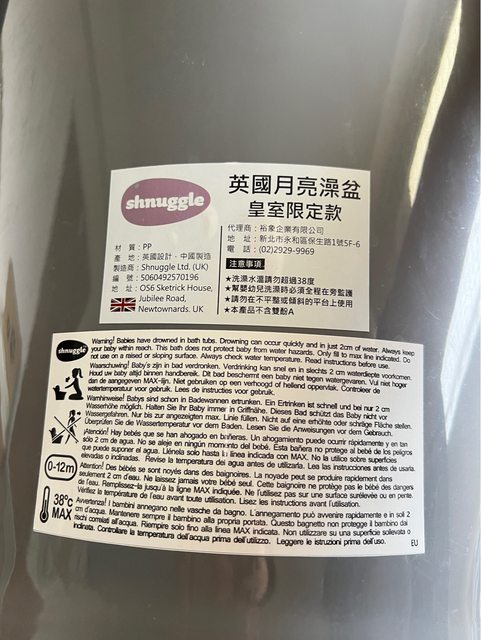 shnuggle
英國月亮澡盆
皇室限定款
材 質：PP
產 地：英國設計．中國製造
製造商：Shnuggle Ltd. (UK)
編 號：5060492570196
地 址：OS6 Sketrick House,
Jubilee Road,
Newtownards. UK
代理商：裕象企業有限公司
地 址：新北市永和區保生路1號5F-6
電 話：(02)2929-9969
注意事項
★洗澡水溫請勿超過38度
★幫嬰幼兒洗澡時必須全程在旁監護
★請勿在不平整或傾斜的平台上使用
★本產品不含雙酚A
shnuggle
Warning! Babies have drowned in bath tubs. Drowning can occur quickly and in just 2cm of water. Always keep
your baby within reach. This bath does not protect baby from water hazards. Only fill to max line indicated. Do
not use on a raised or sloping surface. Always check water temperature. Read instructions before use.
Waarschuwing! Baby's zijn in bad verdronken. Verdrinking kan snel en in slechts 2 cm waterdiepte voorkomen.
Houd uw baby altijd binnen handbereik. Dit bad beschermt een baby niet tegen watergevaren. Vul niet hoger
dan de aangegeven MAX-lijn. Niet gebruiken op een verhoogd of hellend oppervlak. Controleer de
watertemperatuur voor gebruik. Lees de instructies voor gebruik.
Warnhinweise! Babys sind schon in Badewannen ertrunken. Ein Ertrinken ist schnell und bei nur 2 cm
Wasserhöhe möglich. Halten Sie Ihr Baby immer in Griffnähe. Dieses Bad schützt das Baby nicht vor
Wassergefahren. Nur bis zur angezeigten max. Linie füllen. Nicht auf eine erhöhte oder schräge Fläche stellen.
Überprüfen Sie die Wassertemperatur vor dem Baden. Lesen Sie die Anweisungen vor dem Gebrauch.
¡Atención! Hay bebés que se han ahogado en bañeras. Un ahogamiento puede ocurrir rápidamente y en tan
sólo 2 cm de agua. No se aleje en ningún momento del bebé. Esta bañera no protege al bebé de los peligros
que puede suponer el agua. Llénela solo hasta la línea indicada con MAX. No la utilice sobre superficies
elevadas o inclinadas. Revise la temperatura del agua antes de utilizarla. Lea las instrucciones antes de usarla.
0-12m
Attention! Des bébés se sont noyés dans des baignoires. La noyade peut se produire rapidement dans
seulement 2 cm d'eau. Ne laissez jamais votre bébé seul. Cette baignoire ne protège pas le bébé des dangers
de l'eau. Remplissez-la jusqu'à la ligne MAX indiquée. Ne l'utilisez pas sur une surface surélevée ou en pente.
Vérifiez la température de l'eau avant toute utilisation. Lisez les instructions avant l'utilisation.
38°c
MAX
Avvertenza! I bambini annegano nelle vasche da bagno. L'annegamento può avvenire rapidamente e in soli 2
cm d'acqua. Mantenere sempre il bambino alla propria portata. Questo bagnetto non protegge il bambino dai
rischi correlati all'acqua. Riempire solo fino alla linea MAX indicata. Non utilizzare su una superficie sollevata o
inclinata. Controllare la temperatura dell'acqua prima dell'utilizzo. Leggere le istruzioni prima dell'uso.
EU